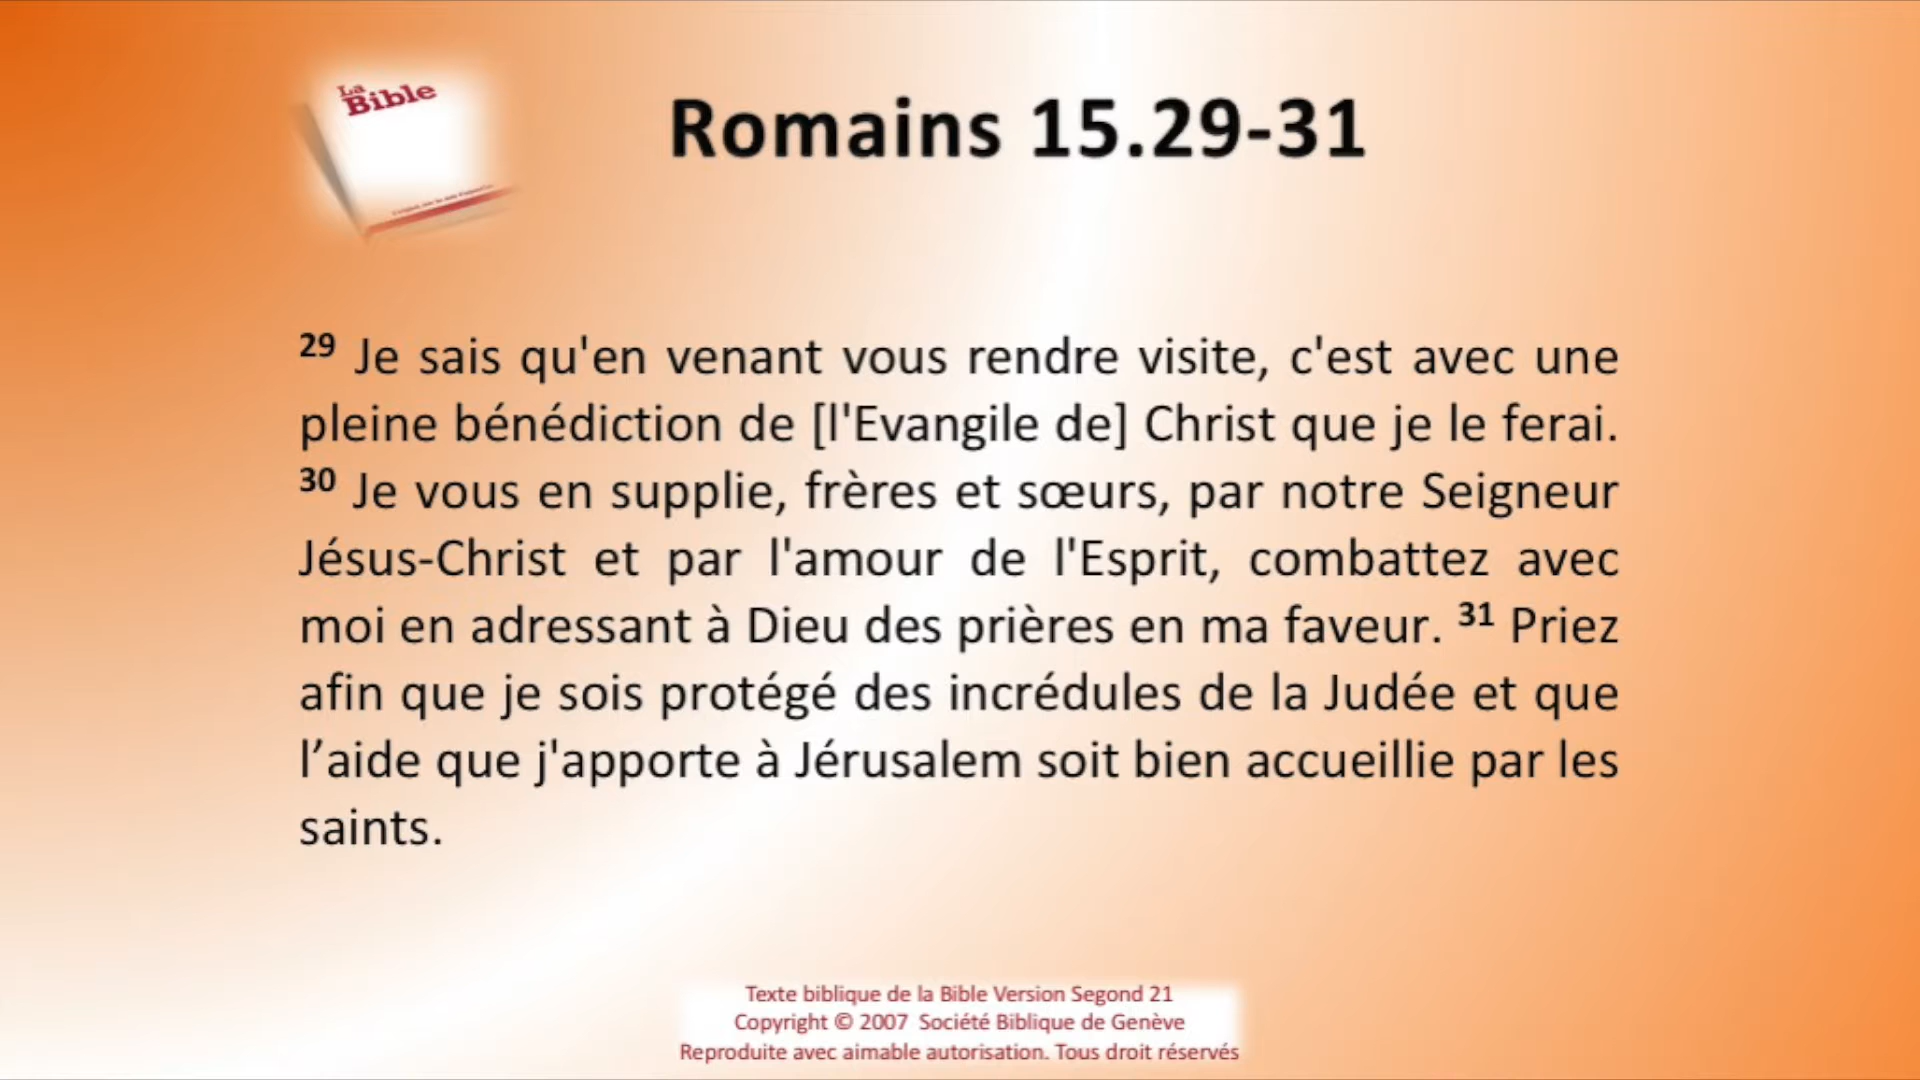 La
Bible
Romains 15.29-31
29 Je sais qu'en venant vous rendre visite, c'est avec une
pleine bénédiction de [l'Evangile de] Christ que je le ferai.
30 Je vous en supplie, frères et sœurs, par notre Seigneur
Jésus-Christ et par l'amour de l'Esprit, combattez avec
moi en adressant à Dieu des prières en ma faveur. 31 Priez
afin que je sois protégé des incrédules de la Judée et que
l’aide que j'apporte à Jérusalem soit bien accueillie par les
saints.
Texte biblique de la Bible Version Segond 21
Copyright © 2007 Société Biblique de Genève
Reproduite avec aimable autorisation. Tous droit réservés